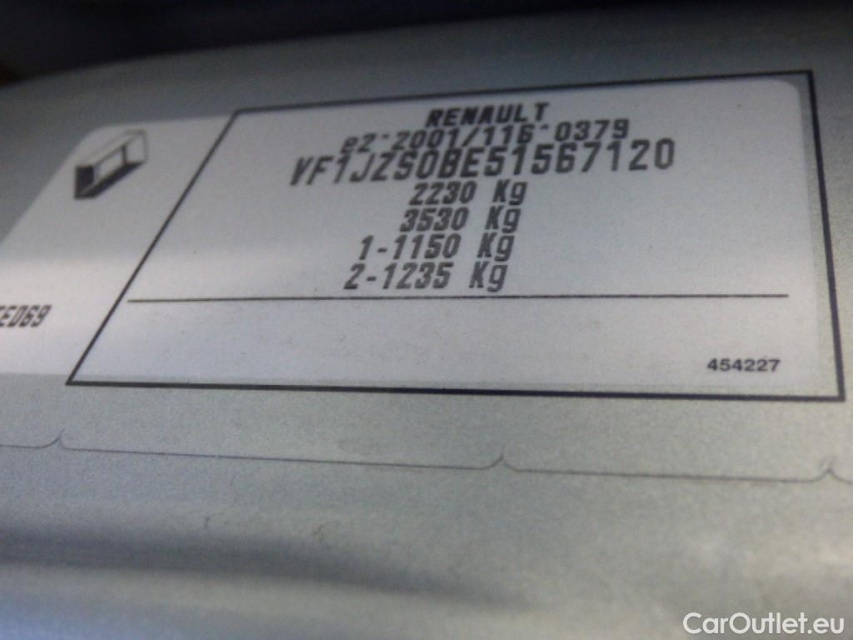 RENAULT
e2*2001/116*0379
VF1JZS0BE51567120
2230 Kg
3530 Kg
1-1150 Kg
2-1235 Kg
ED69
454227
CarOutlet.eu